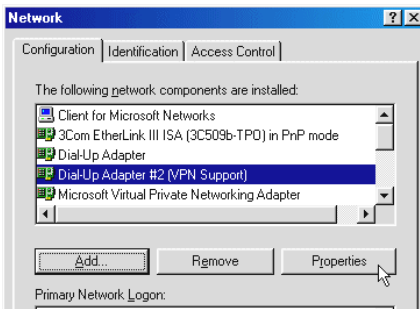 Network
Configuration Identification Access Control
The following network components are installed:
Client for Microsoft Networks
3Com EtherLink III ISA (3C509b-TPO) in PnP mode
Dial-Up Adapter
Dial-Up Adapter #2 (VPN Support)
Microsoft Virtual Private Networking Adapter
Add... Remove Properties
Primary Network Logon: